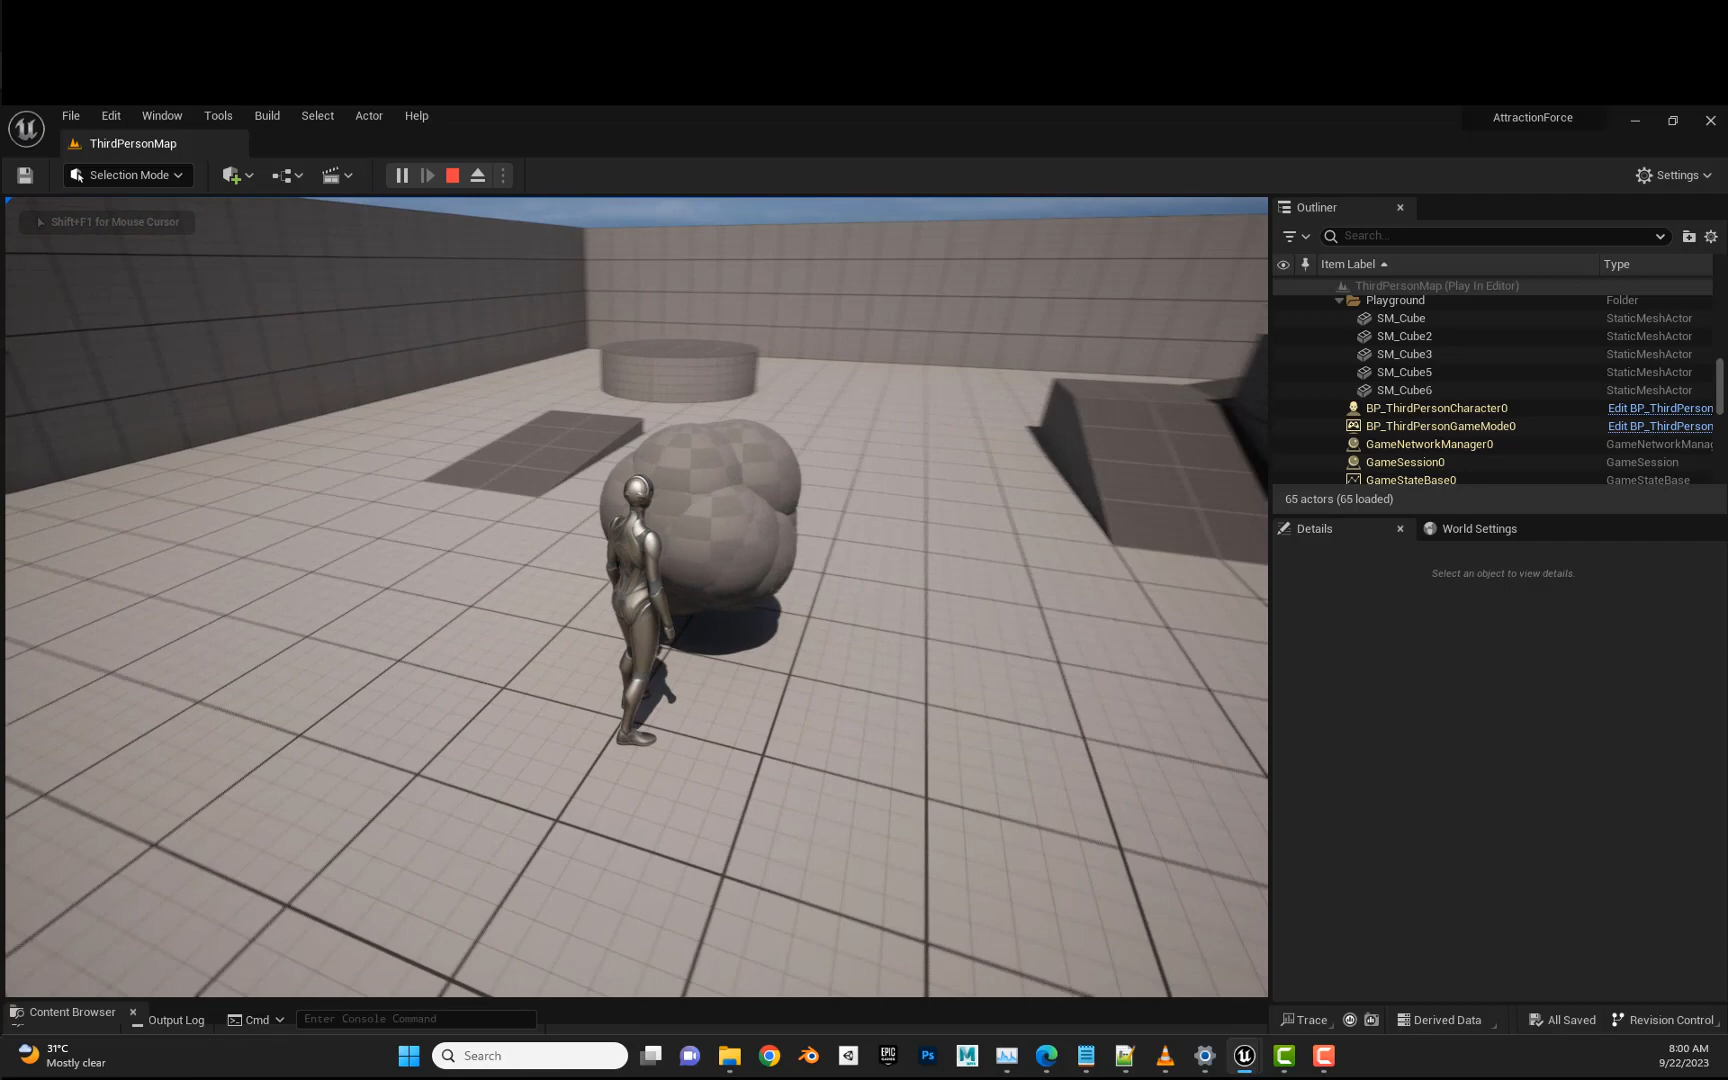 File Edit Window Tools Build Select Actor Help
AttractionForce
ThirdPersonMap
Selection Mode
Settings
Shift+F1 for Mouse Cursor
Outliner
Search...
Item Label Type
ThirdPersonMap (Play In Editor)
Playground Folder
SM_Cube StaticMeshActor
SM_Cube2 StaticMeshActor
SM_Cube3 StaticMeshActor
SM_Cube5 StaticMeshActor
SM_Cube6 StaticMeshActor
BP_ThirdPersonCharacter0 Edit BP_ThirdPerson
BP_ThirdPersonGameMode0 Edit BP_ThirdPerson
GameNetworkManager0 GameNetworkManag
GameSession0 GameSession
GameStateBase0 GameStateBase
65 actors (65 loaded)
Details World Settings
Select an object to view details.
Content Browser Output Log Cmd Enter Console Command
Trace Derived Data All Saved Revision Control
31°C
Mostly clear
Search
EPIC GAMES
Ps
M
8:00 AM
9/22/2023